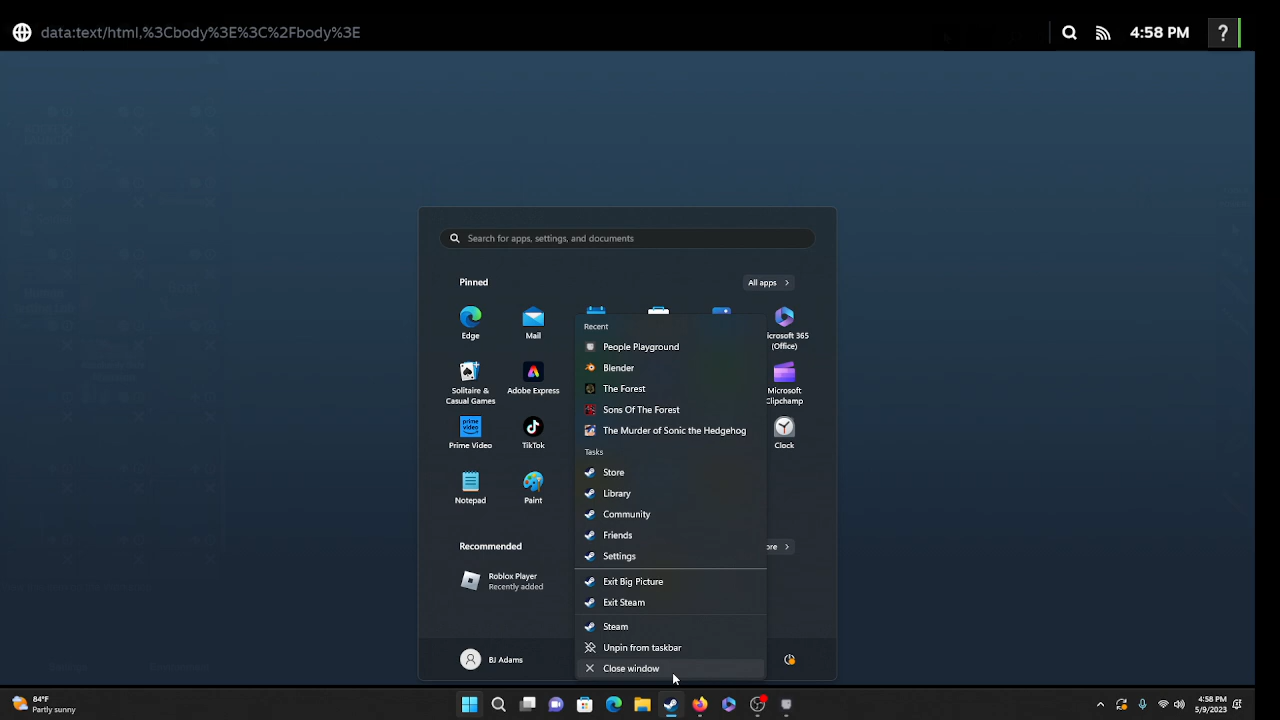 data:text/html,%3Cbody%3E%3C%2Fbody%3E
4:58 PM
?
Search for apps, settings, and documents
Pinned
All apps
Edge
Mail
icrosoft 365
(Office)
Solitaire &
Casual Games
Adobe Express
Microsoft
Clipchamp
Prime Video
TikTok
Clock
Notepad
Paint
Recommended
ore
Roblox Player
Recently added
BJ Adams
Recent
People Playground
Blender
The Forest
Sons Of The Forest
The Murder of Sonic the Hedgehog
Tasks
Store
Library
Community
Friends
Settings
Exit Big Picture
Exit Steam
Steam
Unpin from taskbar
Close window
84°F
Partly sunny
4:58 PM
5/9/2023